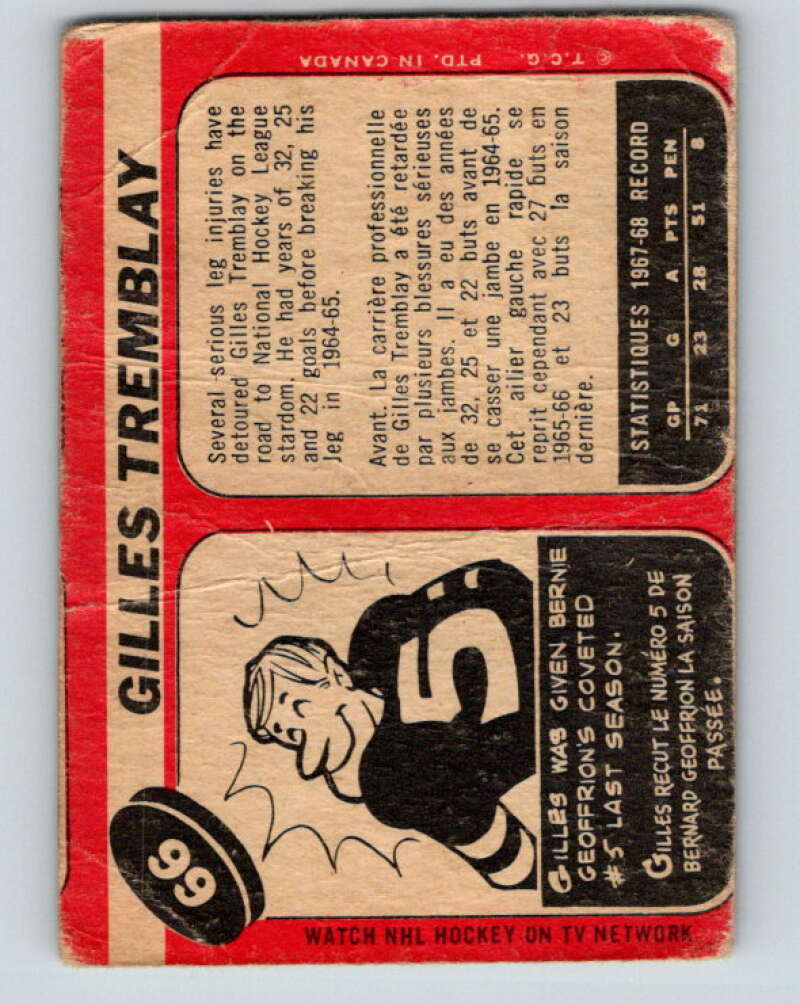 GILLES TREMBLAY
66
Several serious leg injuries have
detoured Gilles Tremblay on the
road to National Hockey League
stardom. He had years of 32, 25
and 22 goals before breaking his
leg in 1964-65.
Avant. La carrière professionnelle
de Gilles Tremblay a été retardée
par plusieurs blessures sérieuses
aux jambes. Il a eu des années
de 32, 25 et 22 buts avant de
se casser une jambe en 1964-65.
Cet ailier gauche rapide se
reprit cependant avec 27 buts en
1965-66 et 23 buts la saison
dernière.
STATISTIQUES 1967-68 RECORD
GP G A PTS PEN
71 23 28 51 8
5
GILLES WAS GIVEN BERNIE
GEOFFRION'S COVETED
#5 LAST SEASON.
GILLES RECUT LE NUMÉRO 5 DE
BERNARD GEOFFRION LA SAISON
PASSÉE.
WATCH NHL HOCKEY ON TV NETWORK
© T.C.G. PTD. IN CANADA